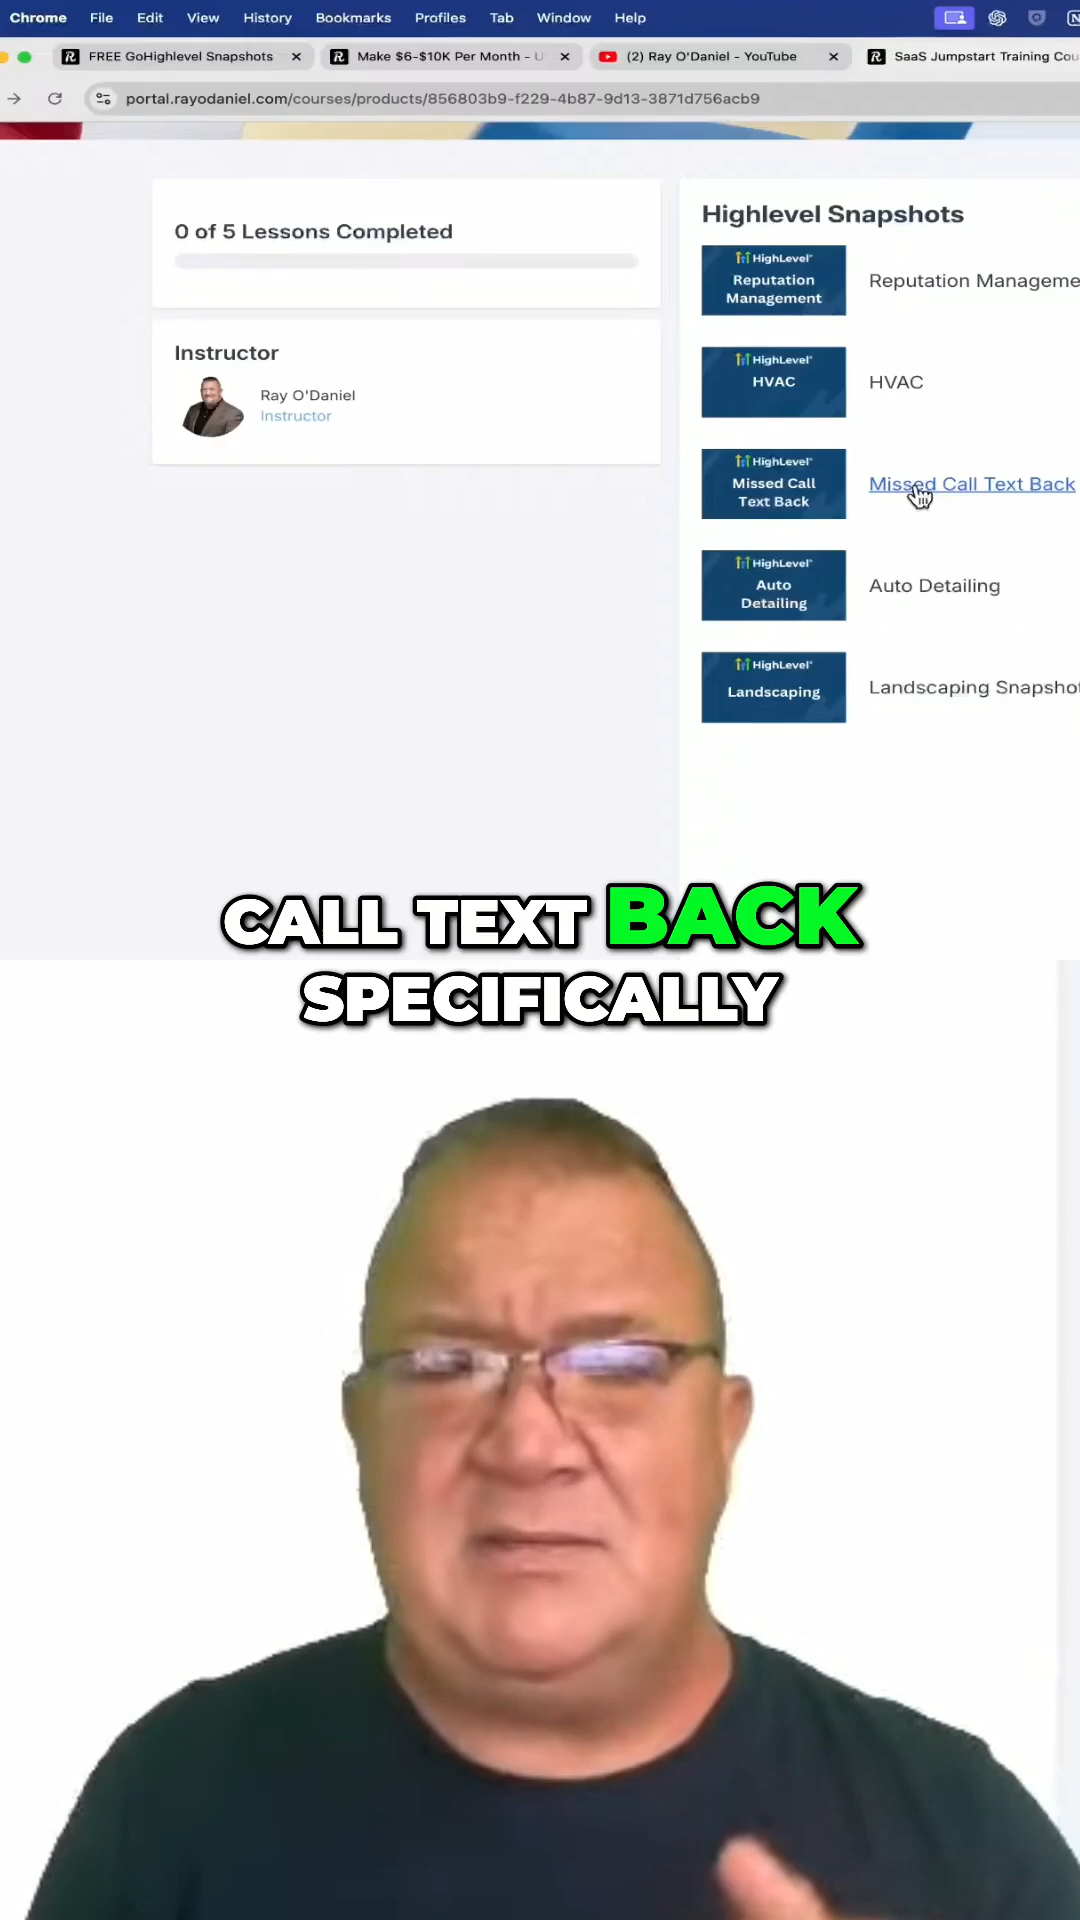 Chrome File Edit View History Bookmarks Profiles Tab Window Help
FREE GoHighlevel Snapshots
Make $6-$10K Per Month - U
(2) Ray O'Daniel - YouTube
SaaS Jumpstart Training Cou
portal.rayodaniel.com/courses/products/856803b9-f229-4b87-9d13-3871d756acb9
0 of 5 Lessons Completed
Instructor
Ray O'Daniel
Instructor
Highlevel Snapshots
HighLevel
Reputation
Management
Reputation Manageme
HighLevel
HVAC
HVAC
HighLevel
Missed Call
Text Back
Missed Call Text Back
HighLevel
Auto
Detailing
Auto Detailing
HighLevel
Landscaping
Landscaping Snapshot
CALL TEXT BACK
SPECIFICALLY